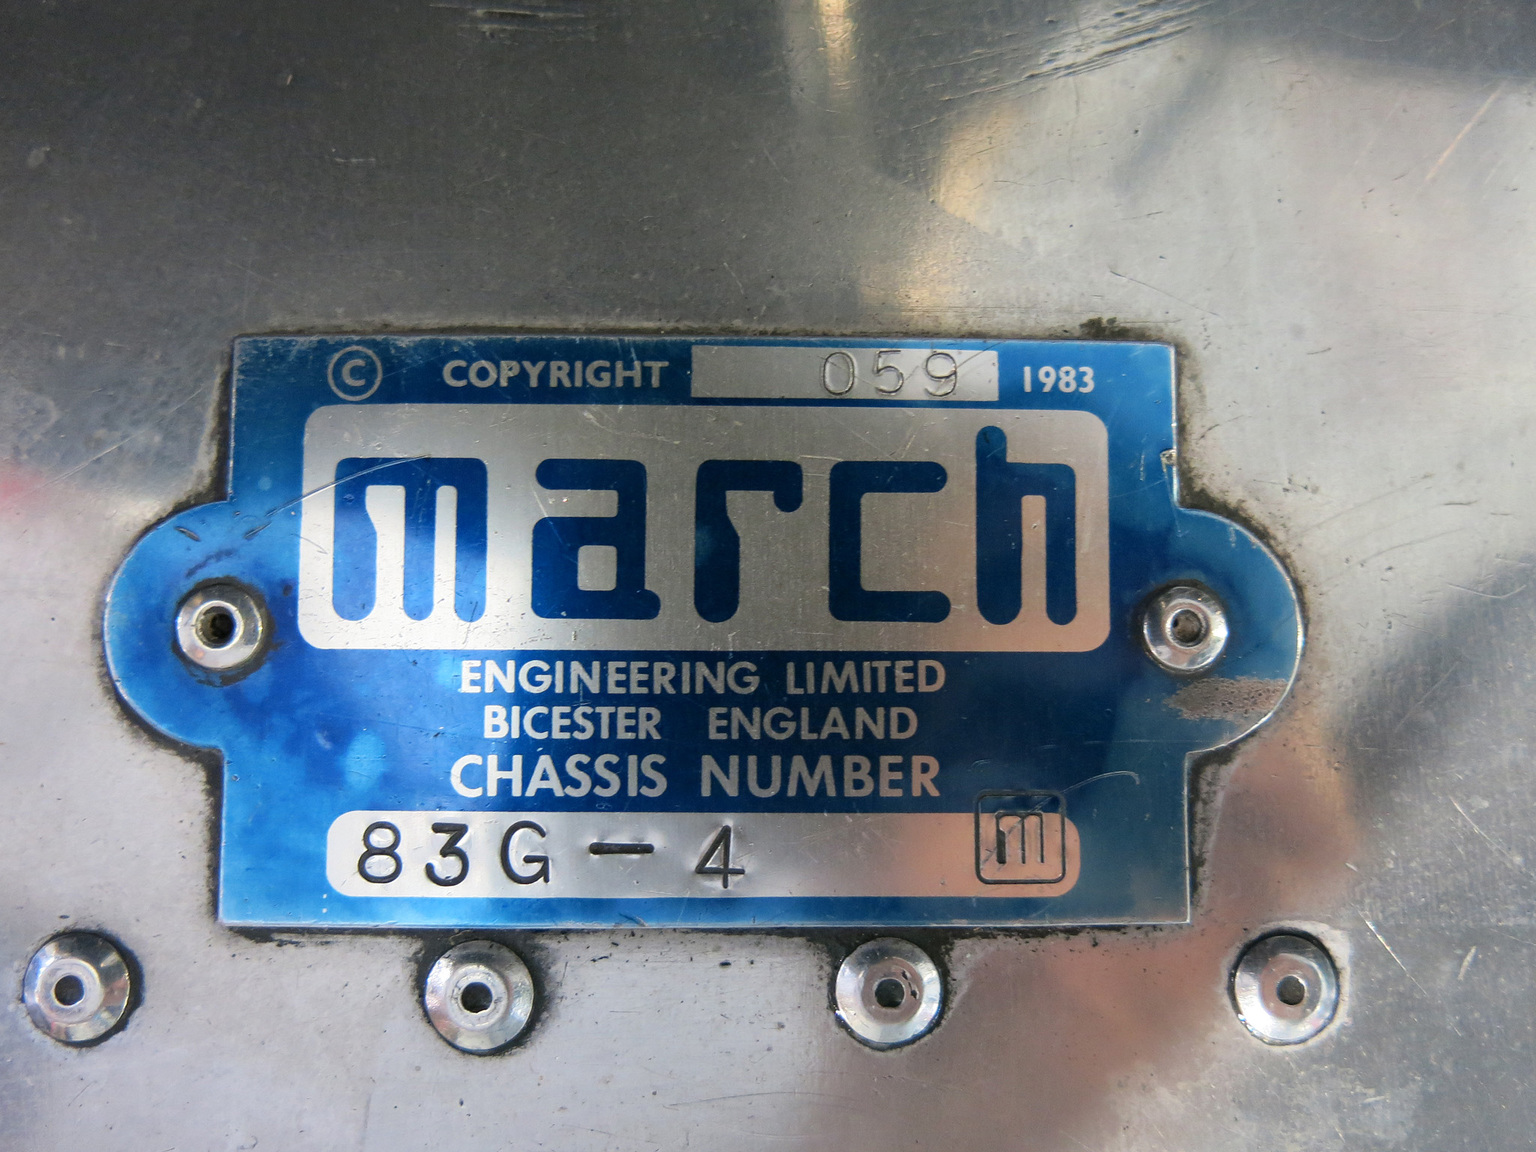 © COPYRIGHT 059 1983
march
ENGINEERING LIMITED
BICESTER ENGLAND
CHASSIS NUMBER
83G-4 m